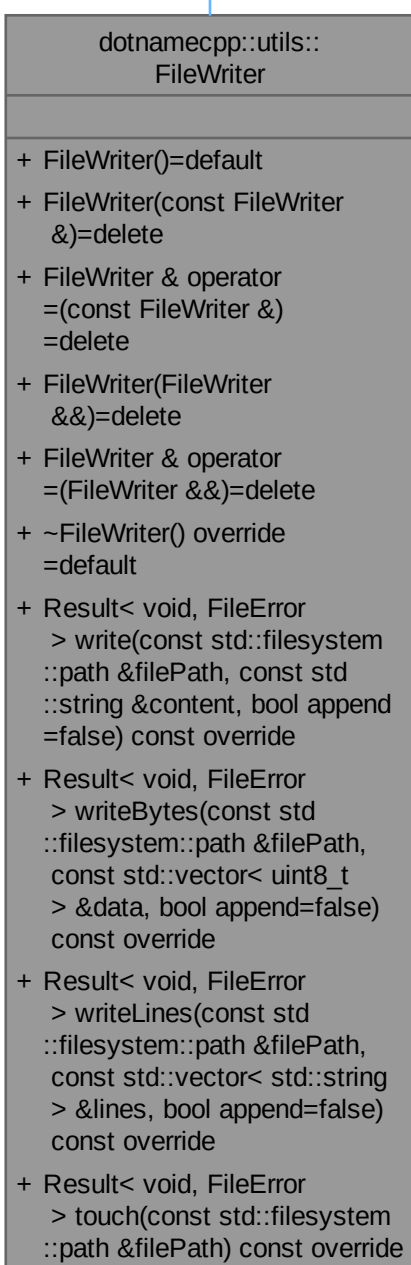 dotnamecpp::utils::
FileWriter
+ FileWriter()=default
+ FileWriter(const FileWriter
&)=delete
+ FileWriter & operator
=(const FileWriter &)
=delete
+ FileWriter(FileWriter
&&)=delete
+ FileWriter & operator
=(FileWriter &&)=delete
+ ~FileWriter() override
=default
+ Result< void, FileError
> write(const std::filesystem
::path &filePath, const std
::string &content, bool append
=false) const override
+ Result< void, FileError
> writeBytes(const std
::filesystem::path &filePath,
const std::vector< uint8_t
> &data, bool append=false)
const override
+ Result< void, FileError
> writeLines(const std
::filesystem::path &filePath,
const std::vector< std::string
> &lines, bool append=false)
const override
+ Result< void, FileError
> touch(const std::filesystem
::path &filePath) const override